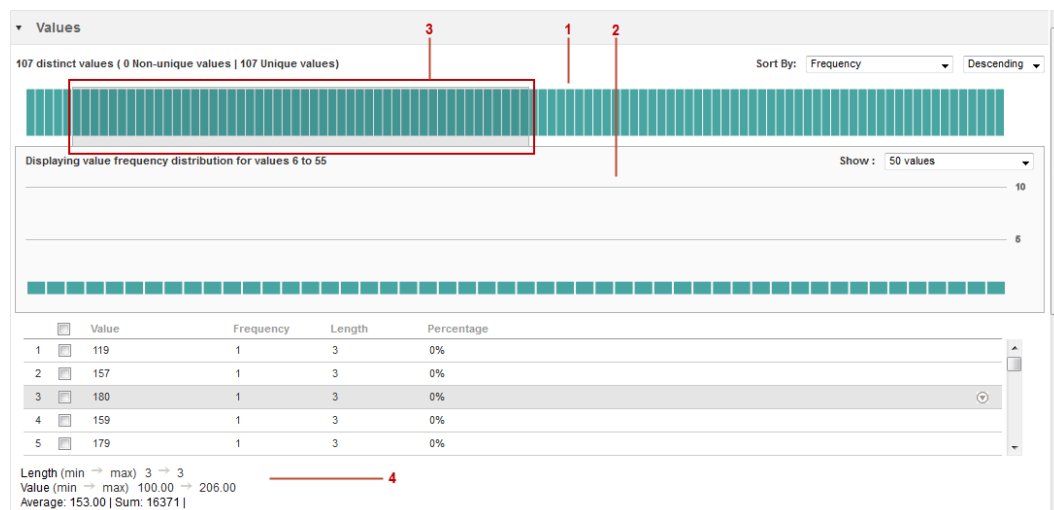 Values
3 1 2
107 distinct values ( 0 Non-unique values | 107 Unique values) Sort By: Frequency Descending
Displaying value frequency distribution for values 6 to 55 Show : 50 values
10
5
Value Frequency Length Percentage
1 119 1 3 0%
2 157 1 3 0%
3 180 1 3 0%
4 159 1 3 0%
5 179 1 3 0%
Length (min → max) 3 → 3
Value (min → max) 100.00 → 206.00
4
Average: 153.00 | Sum: 16371 |